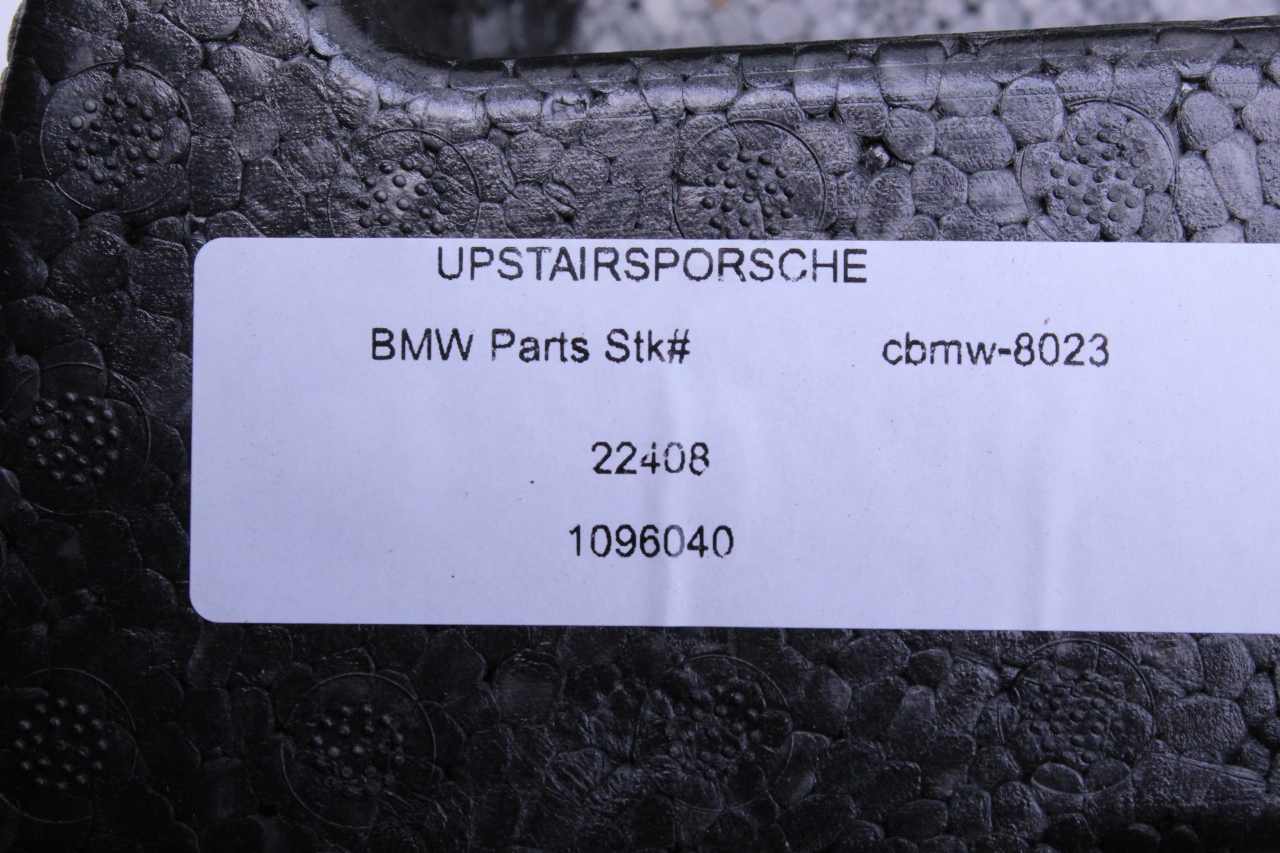 UPSTAIRSPORSCHE
BMW Parts Stk# cbmw-8023
22408
1096040